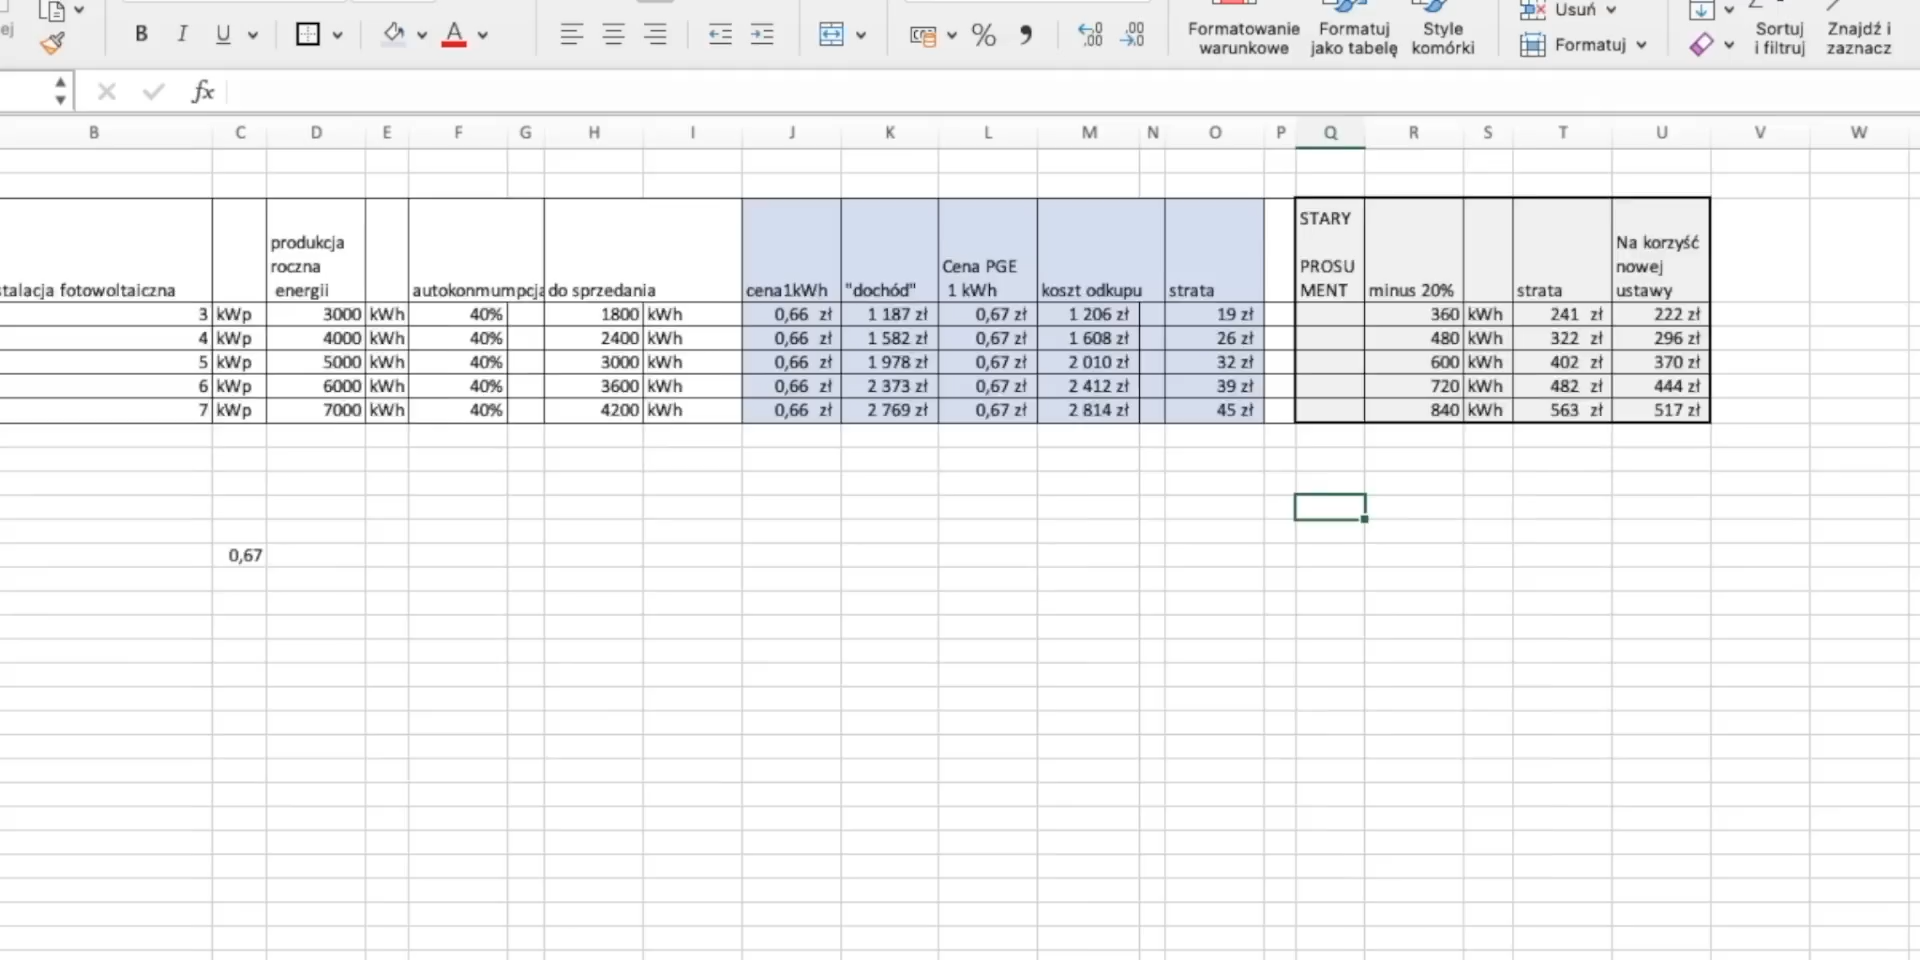 ej
B I U A % Formatowanie warunkowe Formatuj jako tabelę Style komórki Usuń Formatuj Sortuj i filtruj Znajdź i zaznacz
fx
B C D E F G H I J K L M N O P Q R S T U V W
talacja fotowoltaiczna produkcja roczna energii autokonmumpcja do sprzedania cena1kWh "dochód" Cena PGE 1 kWh koszt odkupu strata STARY PROSUMENT minus 20% strata Na korzyść nowej ustawy
3 kWp 3000 kWh 40% 1800 kWh 0,66 zł 1 187 zł 0,67 zł 1 206 zł 19 zł 360 kWh 241 zł 222 zł
4 kWp 4000 kWh 40% 2400 kWh 0,66 zł 1 582 zł 0,67 zł 1 608 zł 26 zł 480 kWh 322 zł 296 zł
5 kWp 5000 kWh 40% 3000 kWh 0,66 zł 1 978 zł 0,67 zł 2 010 zł 32 zł 600 kWh 402 zł 370 zł
6 kWp 6000 kWh 40% 3600 kWh 0,66 zł 2 373 zł 0,67 zł 2 412 zł 39 zł 720 kWh 482 zł 444 zł
7 kWp 7000 kWh 40% 4200 kWh 0,66 zł 2 769 zł 0,67 zł 2 814 zł 45 zł 840 kWh 563 zł 517 zł
0,67